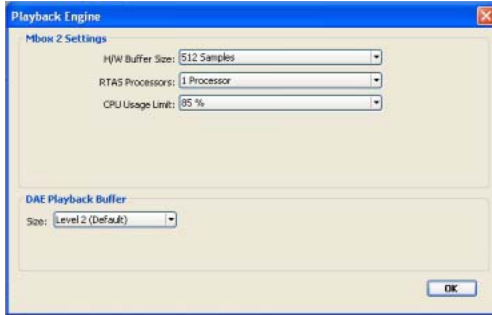 Playback Engine
Mbox 2 Settings
H/W Buffer Size: 512 Samples
RTAS Processors: 1 Processor
CPU Usage Limit: 85 %
DAE Playback Buffer
Size: Level 2 (Default)
OK